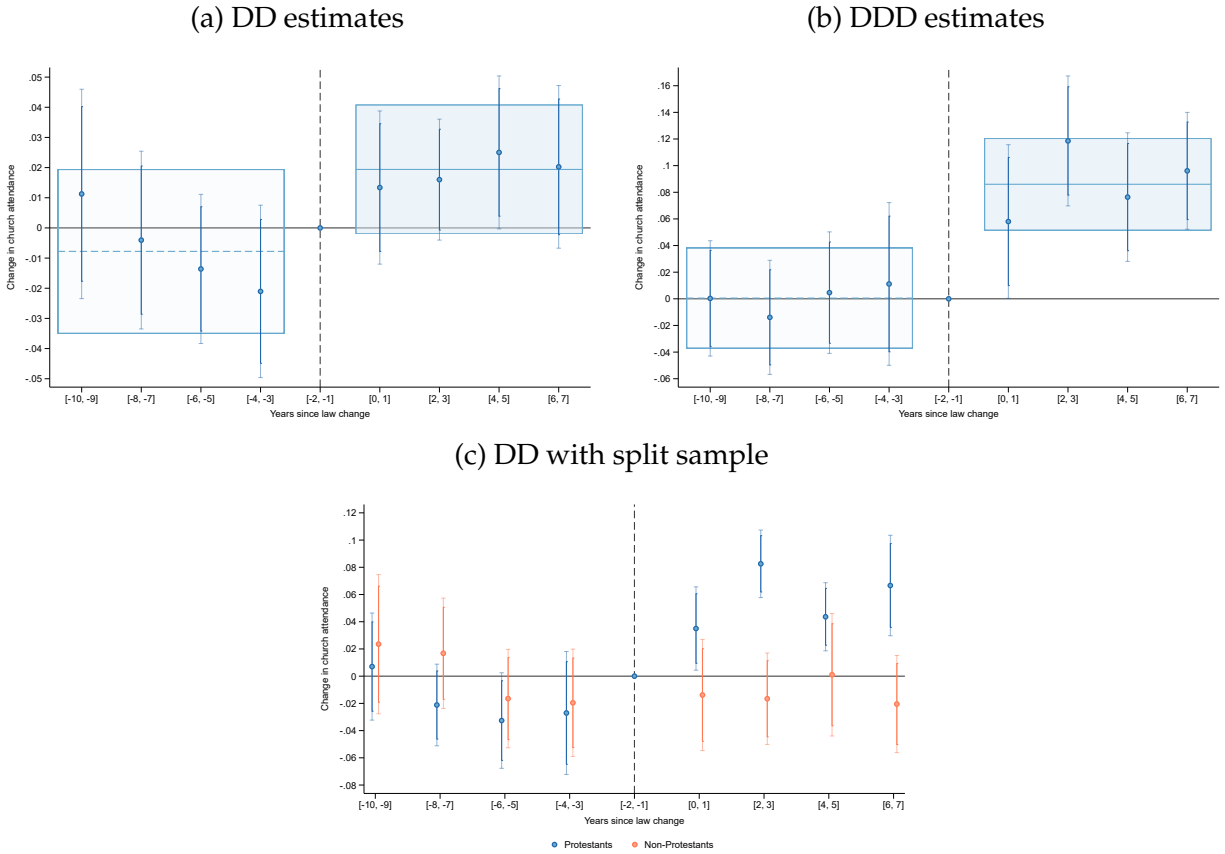 (a) DD estimates
.05
.04
.03
.02
.01
0
-.01
-.02
-.03
-.04
-.05
Change in church attendance
[-10, -9] [-8, -7] [-6, -5] [-4, -3] [-2, -1] [0, 1] [2, 3] [4, 5] [6, 7]
Years since law change
(b) DDD estimates
.16
.14
.12
.1
.08
.06
.04
.02
0
-.02
-.04
-.06
Change in church attendance
[-10, -9] [-8, -7] [-6, -5] [-4, -3] [-2, -1] [0, 1] [2, 3] [4, 5] [6, 7]
Years since law change
(c) DD with split sample
.12
.1
.08
.06
.04
.02
0
-.02
-.04
-.06
-.08
Change in church attendance
[-10, -9] [-8, -7] [-6, -5] [-4, -3] [-2, -1] [0, 1] [2, 3] [4, 5] [6, 7]
Years since law change
Protestants Non-Protestants